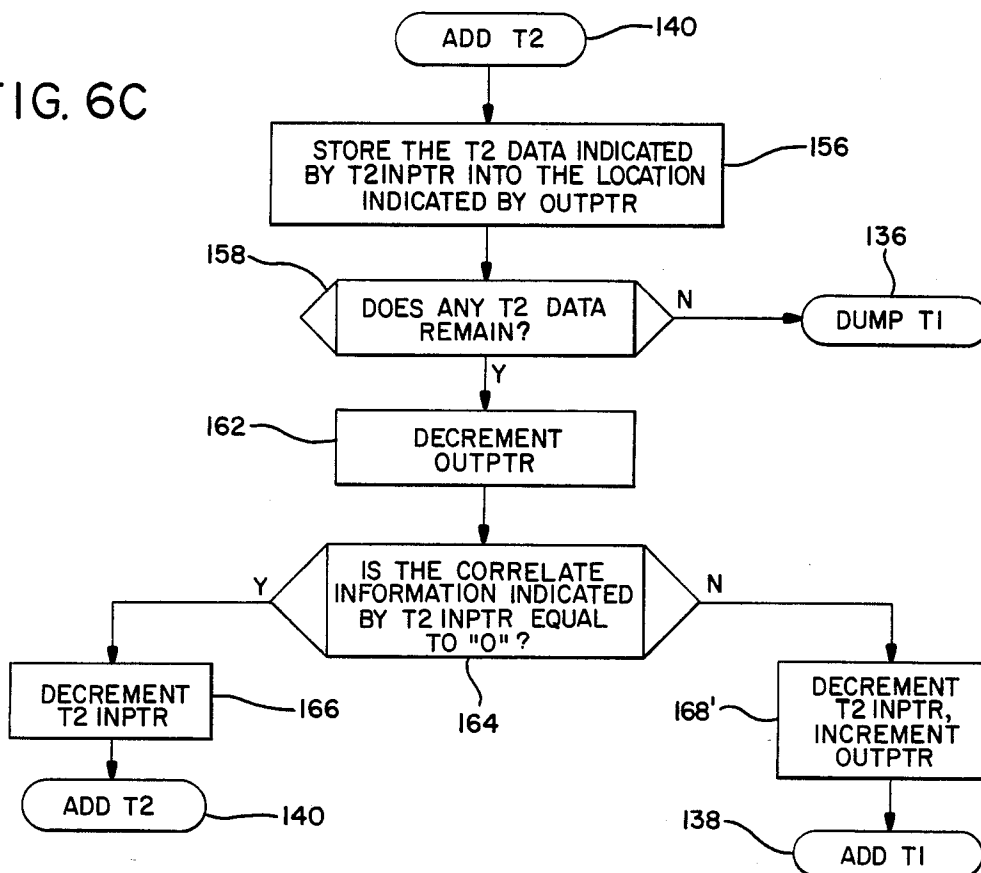 ADD T2
140
FIG. 6C
STORE THE T2 DATA INDICATED
BY T2INPTR INTO THE LOCATION
INDICATED BY OUTPTR
156
158
DOES ANY T2 DATA
REMAIN?
N
136
DUMP T1
Y
162
DECREMENT
OUTPTR
Y
IS THE CORRELATE
INFORMATION INDICATED
BY T2 INPTR EQUAL
TO "0"?
N
164
DECREMENT
T2 INPTR
166
168'
DECREMENT
T2 INPTR,
INCREMENT
OUTPTR
ADD T2
140
138
ADD T1